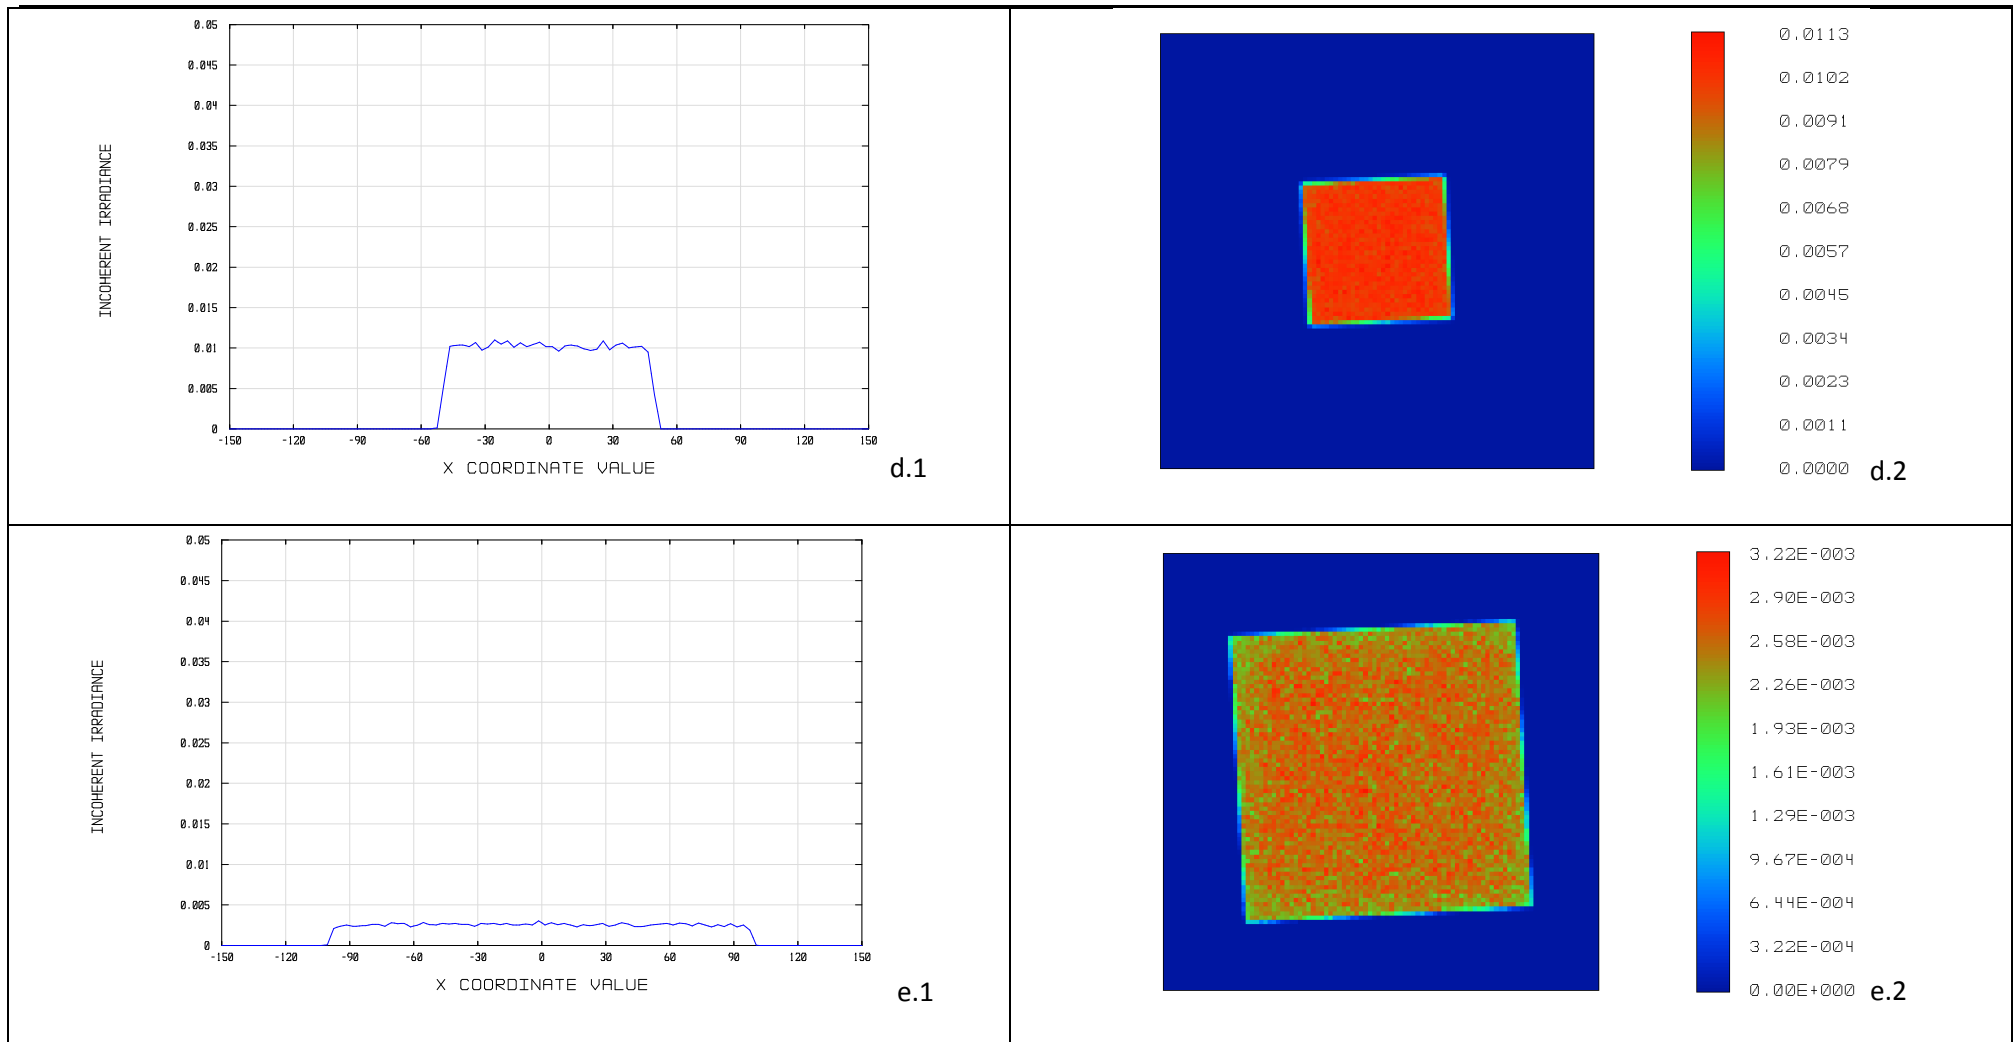 0.05
0.045
0.04
0.035
0.03
0.025
0.02
0.015
0.01
0.005
0
INCOHERENT IRRADIANCE
-150 -120 -90 -60 -30 0 30 60 90 120 150
X COORDINATE VALUE
d.1
0.0113
0.0102
0.0091
0.0079
0.0068
0.0057
0.0045
0.0034
0.0023
0.0011
0.0000
d.2
0.05
0.045
0.04
0.035
0.03
0.025
0.02
0.015
0.01
0.005
0
INCOHERENT IRRADIANCE
-150 -120 -90 -60 -30 0 30 60 90 120 150
X COORDINATE VALUE
e.1
3.22E-003
2.90E-003
2.58E-003
2.26E-003
1.93E-003
1.61E-003
1.29E-003
9.67E-004
6.44E-004
3.22E-004
0.00E+000
e.2